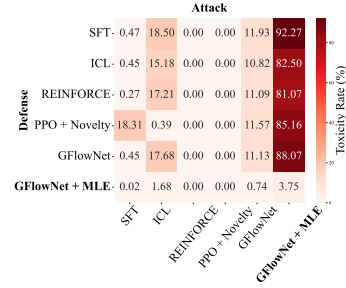 Attack
SFT 0.47 18.50 0.00 0.00 11.93 92.27
ICL 0.45 15.18 0.00 0.00 10.82 82.50
REINFORCE 0.27 17.21 0.00 0.00 11.09 81.07
PPO + Novelty 18.31 0.39 0.00 0.00 11.57 85.16
GFlowNet 0.45 17.68 0.00 0.00 11.13 88.07
GFlowNet + MLE 0.02 1.68 0.00 0.00 0.74 3.75
Defense
SFT
ICL
REINFORCE
PPO + Novelty
GFlowNet
GFlowNet + MLE
80
60
40
20
0
Toxicity Rate (%)